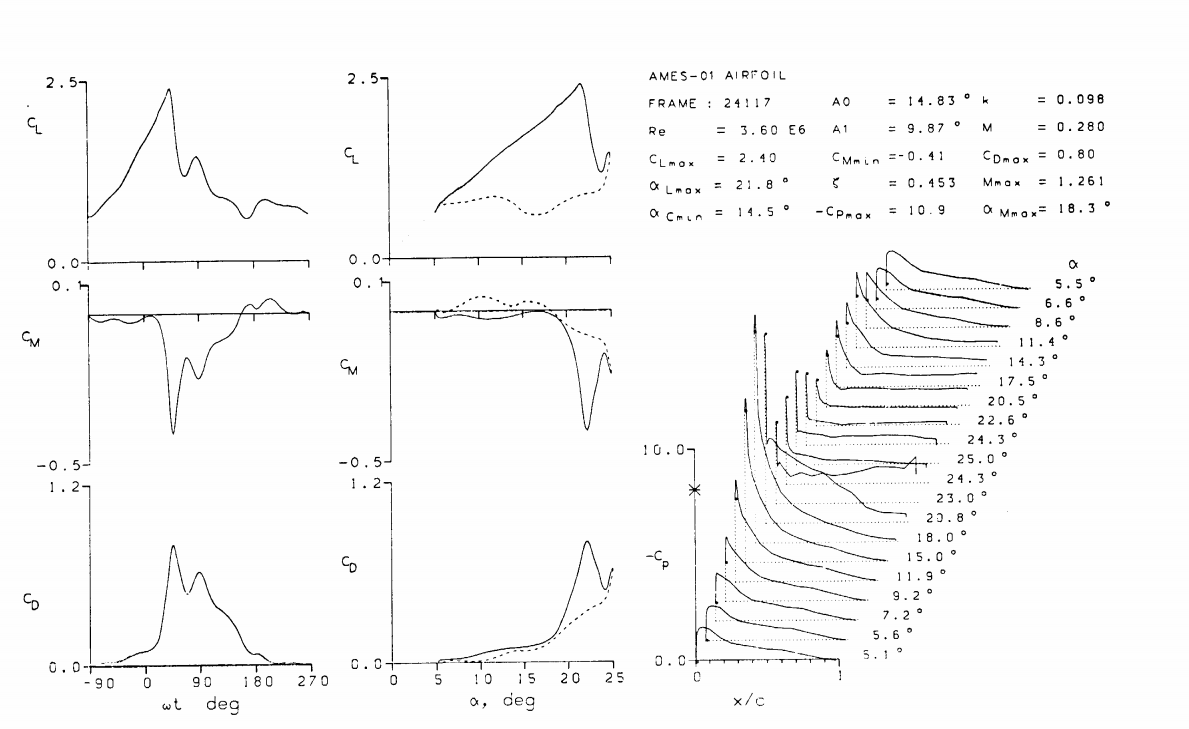 AMES-01 AIRFOIL
FRAME : 24117 A0 = 14.83 ° k = 0.098
Re = 3.60 E6 A1 = 9.87 ° M = 0.280
CLmax = 2.40 CMmin =-0.41 CDmax = 0.80
αLmax = 21.8 ° ζ = 0.453 Mmax = 1.261
αCmin = 14.5 ° -Cpmax = 10.9 αMmax= 18.3 °
2.5
CL
0.0
0.1
CM
-0.5
1.2
CD
0.0
-90 0 90 180 270
ωt deg
2.5
CL
0.0
0.1
CM
-0.5
1.2
CD
0.0
0 5 10 15 20 25
α, deg
α
5.5 °
6.6 °
8.6 °
11.4 °
14.3 °
17.5 °
20.5 °
22.6 °
24.3 °
25.0 °
24.3 °
23.0 °
20.8 °
18.0 °
15.0 °
11.9 °
9.2 °
7.2 °
5.6 °
5.1 °
10.0
-Cp
0.0
0 1
x/c